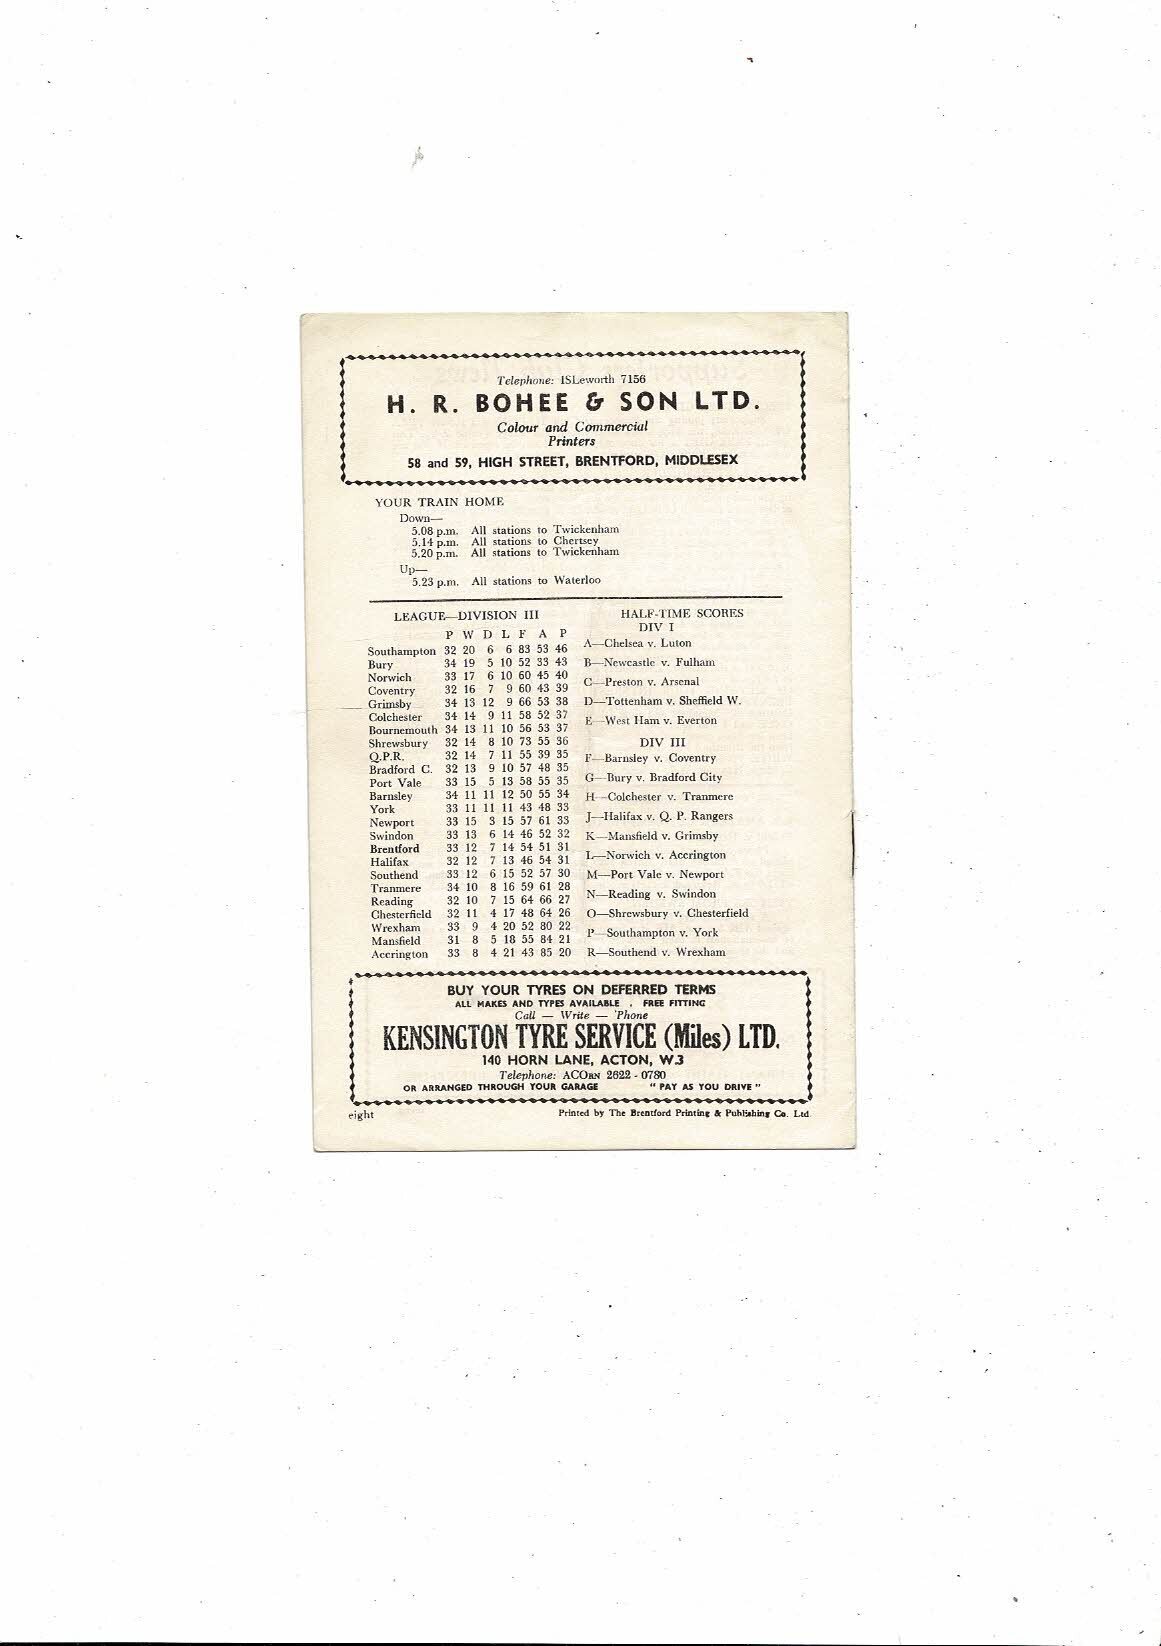 Telephone: ISLeworth 7156
H. R. BOHEE & SON LTD.
Colour and Commercial
Printers
58 and 59, HIGH STREET, BRENTFORD, MIDDLESEX
YOUR TRAIN HOME
Down—
5.08 p.m. All stations to Twickenham
5.14 p.m. All stations to Chertsey
5.20 p.m. All stations to Twickenham
Up—
5.23 p.m. All stations to Waterloo
LEAGUE—DIVISION III
P W D L F A P
Southampton 32 20 6 6 83 53 46
Bury 34 19 5 10 52 33 43
Norwich 33 17 6 10 60 45 40
Coventry 32 16 7 9 60 43 39
Grimsby 34 13 12 9 66 53 38
Colchester 34 14 9 11 58 52 37
Bournemouth 34 13 11 10 56 53 37
Shrewsbury 32 14 8 10 73 55 36
Q.P.R. 32 14 7 11 55 39 35
Bradford C. 32 13 9 10 57 48 35
Port Vale 33 15 5 13 58 55 35
Barnsley 34 11 11 12 50 55 34
York 33 11 11 11 43 48 33
Newport 33 15 3 15 57 61 33
Swindon 33 13 6 14 46 52 32
Brentford 33 12 7 14 54 51 31
Halifax 32 12 7 13 46 54 31
Southend 33 12 6 15 52 57 30
Tranmere 34 10 8 16 59 61 28
Reading 32 10 7 15 64 66 27
Chesterfield 32 11 4 17 48 64 26
Wrexham 33 9 4 20 52 80 22
Mansfield 31 8 5 18 55 84 21
Accrington 33 8 4 21 43 85 20
HALF-TIME SCORES
DIV I
A—Chelsea v. Luton
B—Newcastle v. Fulham
C—Preston v. Arsenal
D—Tottenham v. Sheffield W.
E—West Ham v. Everton
DIV III
F—Barnsley v. Coventry
G—Bury v. Bradford City
H—Colchester v. Tranmere
J—Halifax v. Q. P. Rangers
K—Mansfield v. Grimsby
L—Norwich v. Accrington
M—Port Vale v. Newport
N—Reading v. Swindon
O—Shrewsbury v. Chesterfield
P—Southampton v. York
R—Southend v. Wrexham
BUY YOUR TYRES ON DEFERRED TERMS
ALL MAKES AND TYPES AVAILABLE . FREE FITTING
Call — Write — 'Phone
KENSINGTON TYRE SERVICE (Miles) LTD.
140 HORN LANE, ACTON, W.3
Telephone: ACORN 2622 - 0780
OR ARRANGED THROUGH YOUR GARAGE " PAY AS YOU DRIVE "
eight
Printed by The Brentford Printing & Publishing Co. Ltd.